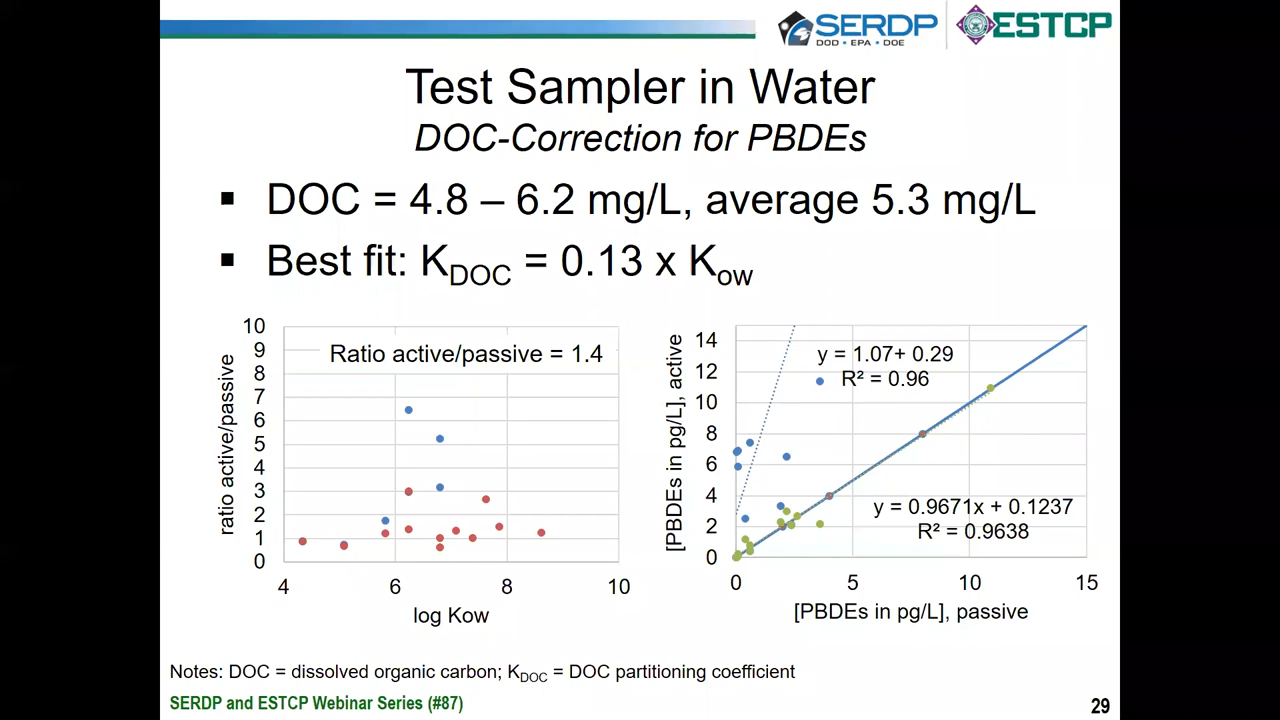 SERDP
DOD • EPA • DOE
ESTCP
Test Sampler in Water
DOC-Correction for PBDEs
▪ DOC = 4.8 – 6.2 mg/L, average 5.3 mg/L
▪ Best fit: KDOC = 0.13 x Kow
Ratio active/passive = 1.4
ratio active/passive
10
9
8
7
6
5
4
3
2
1
0
4 6 8 10
log Kow
[PBDEs in pg/L], active
14
12
10
8
6
4
2
0
y = 1.07+ 0.29
R² = 0.96
y = 0.9671x + 0.1237
R² = 0.9638
0 5 10 15
[PBDEs in pg/L], passive
Notes: DOC = dissolved organic carbon; KDOC = DOC partitioning coefficient
SERDP and ESTCP Webinar Series (#87)
29